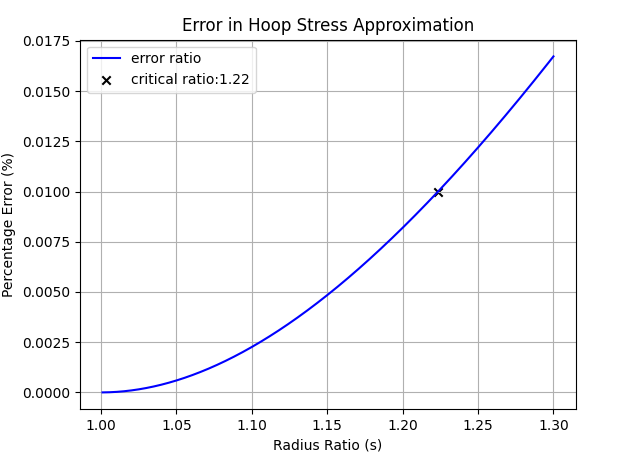 Error in Hoop Stress Approximation
error ratio
critical ratio:1.22
Percentage Error (%)
0.0175
0.0150
0.0125
0.0100
0.0075
0.0050
0.0025
0.0000
1.00 1.05 1.10 1.15 1.20 1.25 1.30
Radius Ratio (s)